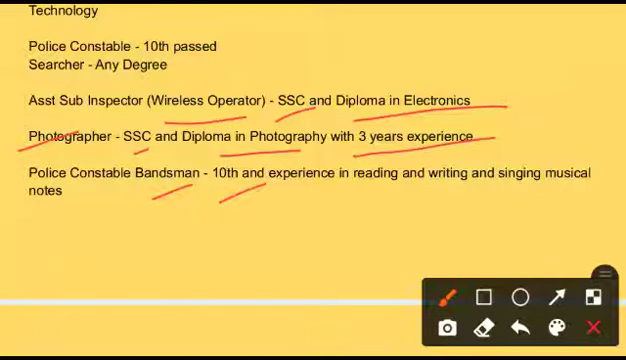 Technology
Police Constable - 10th passed
Searcher - Any Degree
Asst Sub Inspector (Wireless Operator) - SSC and Diploma in Electronics
Photographer - SSC and Diploma in Photography with 3 years experience
Police Constable Bandsman - 10th and experience in reading and writing and singing musical
notes